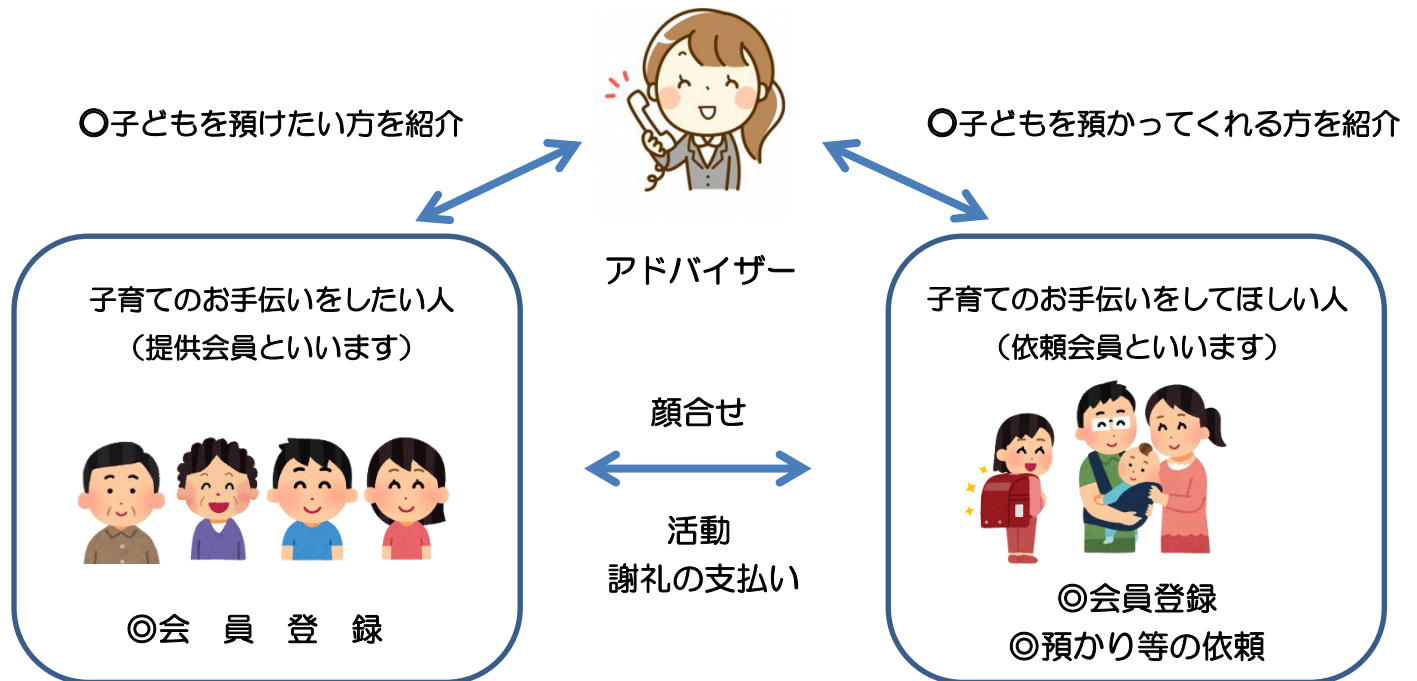 〇子どもを預けたい方を紹介
〇子どもを預かってくれる方を紹介
アドバイザー
子育てのお手伝いをしたい人
（提供会員といいます）
◎会　員　登　録
顔合せ
活動
謝礼の支払い
子育てのお手伝いをしてほしい人
（依頼会員といいます）
◎会員登録
◎預かり等の依頼